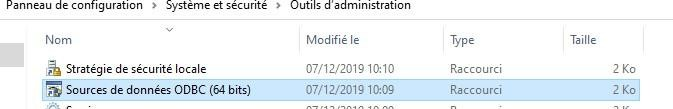 Panneau de configuration > Système et sécurité > Outils d'administration
Nom Modifié le Type Taille
Stratégie de sécurité locale 07/12/2019 10:10 Raccourci 2 Ko
Sources de données ODBC (64 bits) 07/12/2019 10:09 Raccourci 2 Ko